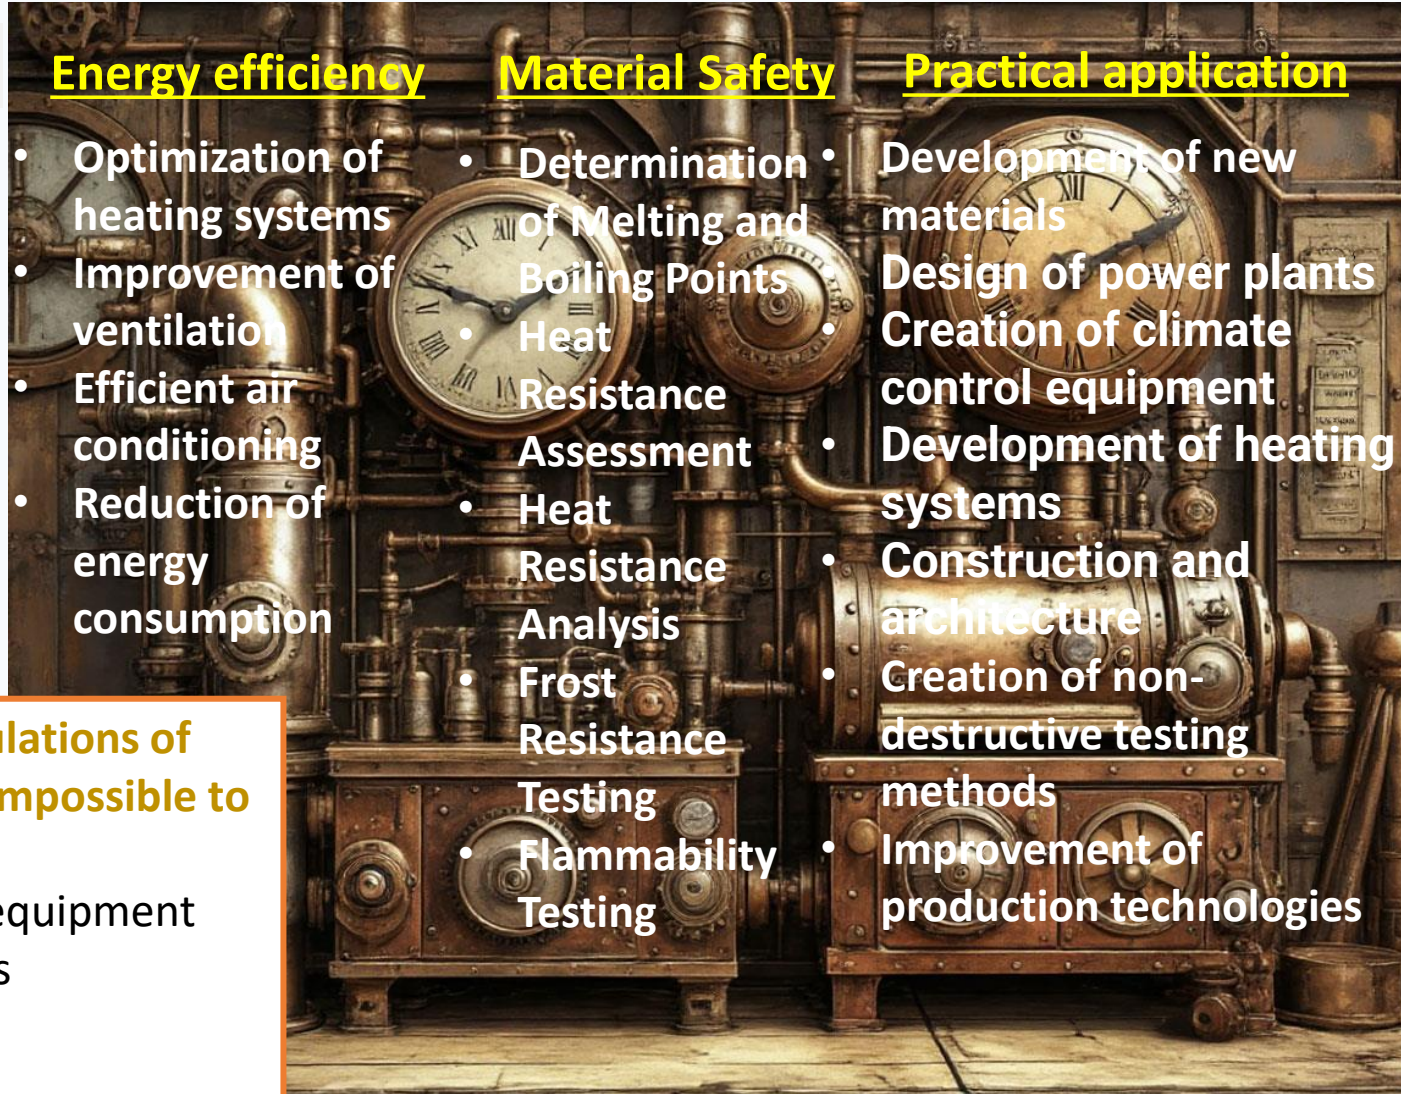 Energy efficiency
• Optimization of
heating systems
• Improvement of
ventilation
• Efficient air
conditioning
• Reduction of
energy
consumption
Material Safety
• Determination
of Melting and
Boiling Points
• Heat
Resistance
Assessment
• Heat
Resistance
Analysis
• Frost
Resistance
Testing
• Flammability
Testing
Practical application
• Development of new
materials
• Design of power plants
• Creation of climate
control equipment
• Development of heating
systems
• Construction and
architecture
• Creation of non-
destructive testing
methods
• Improvement of
production technologies
ulations of
mpossible to
equipment
s
XII
I